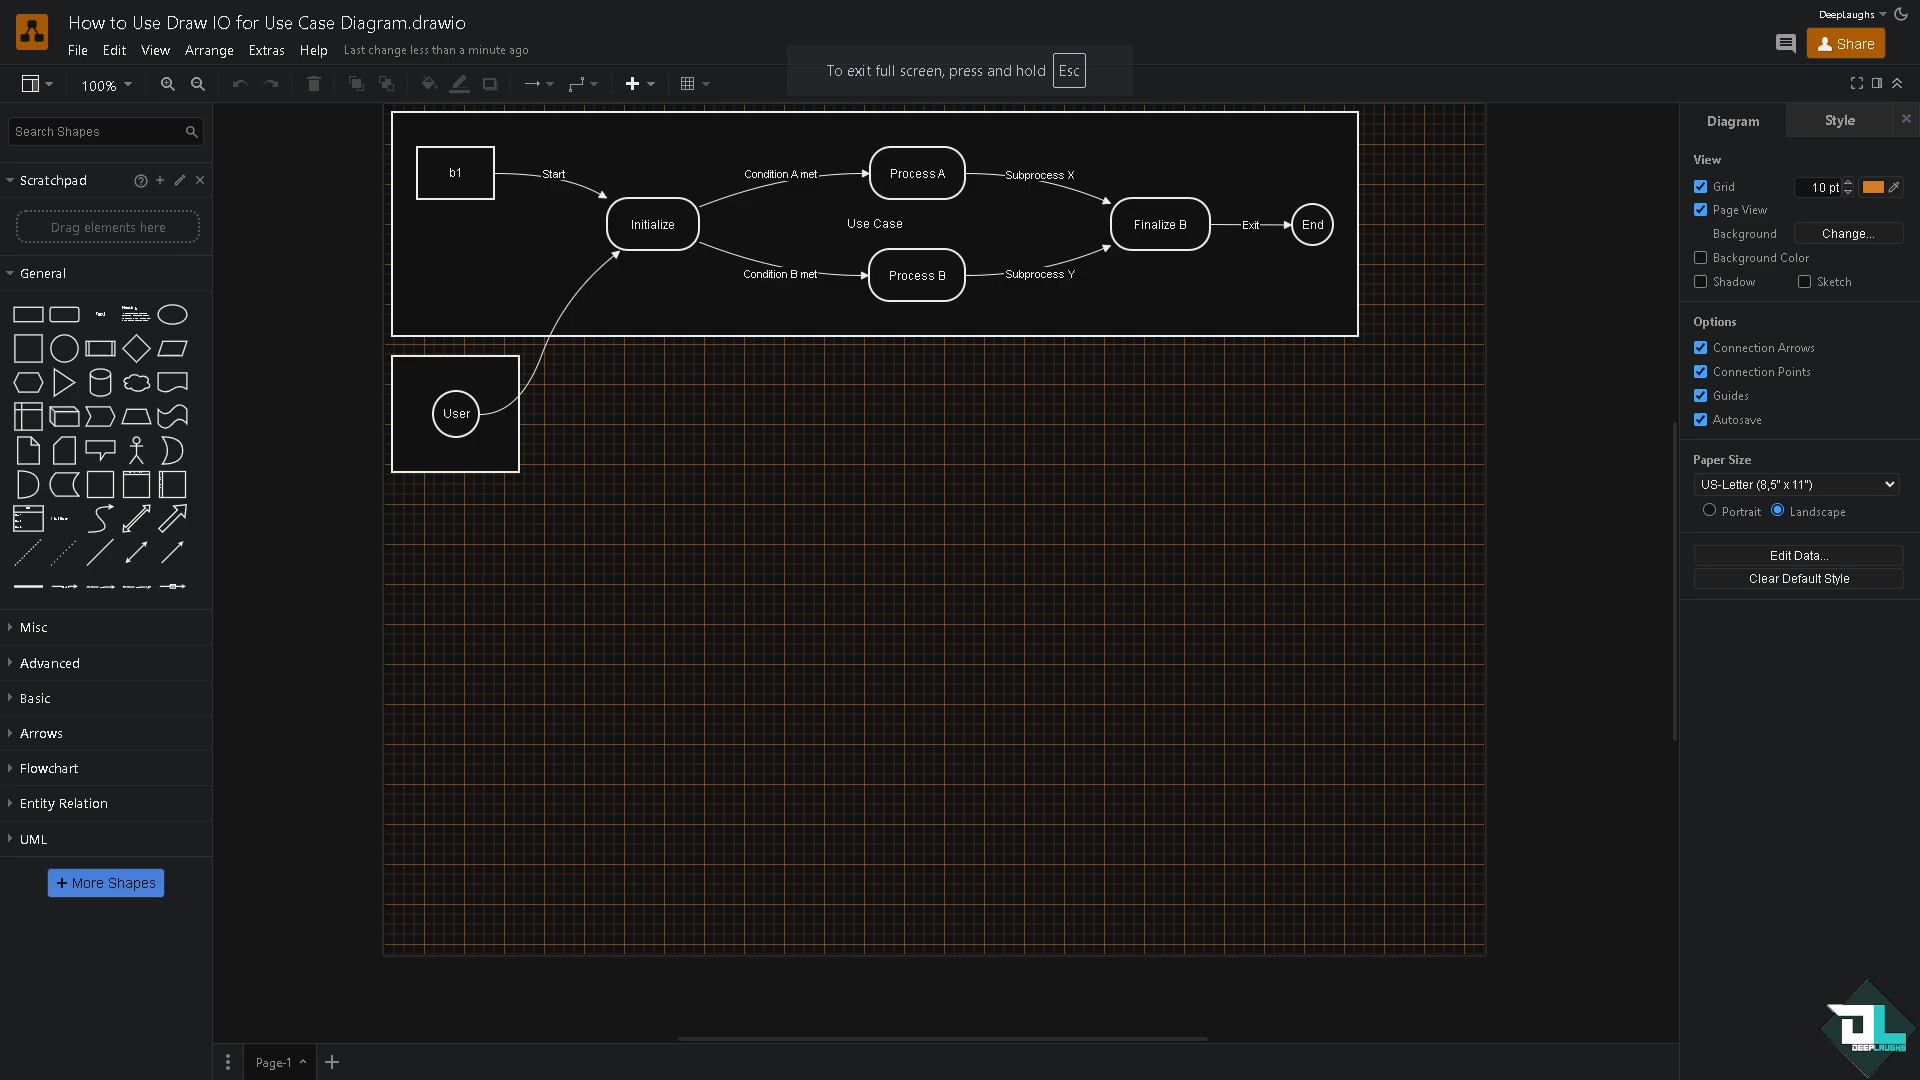 How to Use Draw IO for Use Case Diagram.drawio
File Edit View Arrange Extras Help Last change less than a minute ago
DeepLaughs
Share
To exit full screen, press and hold Esc
100%
Search Shapes
Scratchpad
Drag elements here
General
Text
Misc
Advanced
Basic
Arrows
Flowchart
Entity Relation
UML
+ More Shapes
b1
Start
Initialize
Condition A met
Process A
Subprocess X
Use Case
Condition B met
Process B
Subprocess Y
Finalize B
Exit
End
User
Page-1
Diagram Style
View
Grid 10 pt
Page View
Background Change...
Background Color
Shadow Sketch
Options
Connection Arrows
Connection Points
Guides
Autosave
Paper Size
US-Letter (8,5" x 11")
Portrait Landscape
Edit Data...
Clear Default Style
DL
DEEPLAUGHS